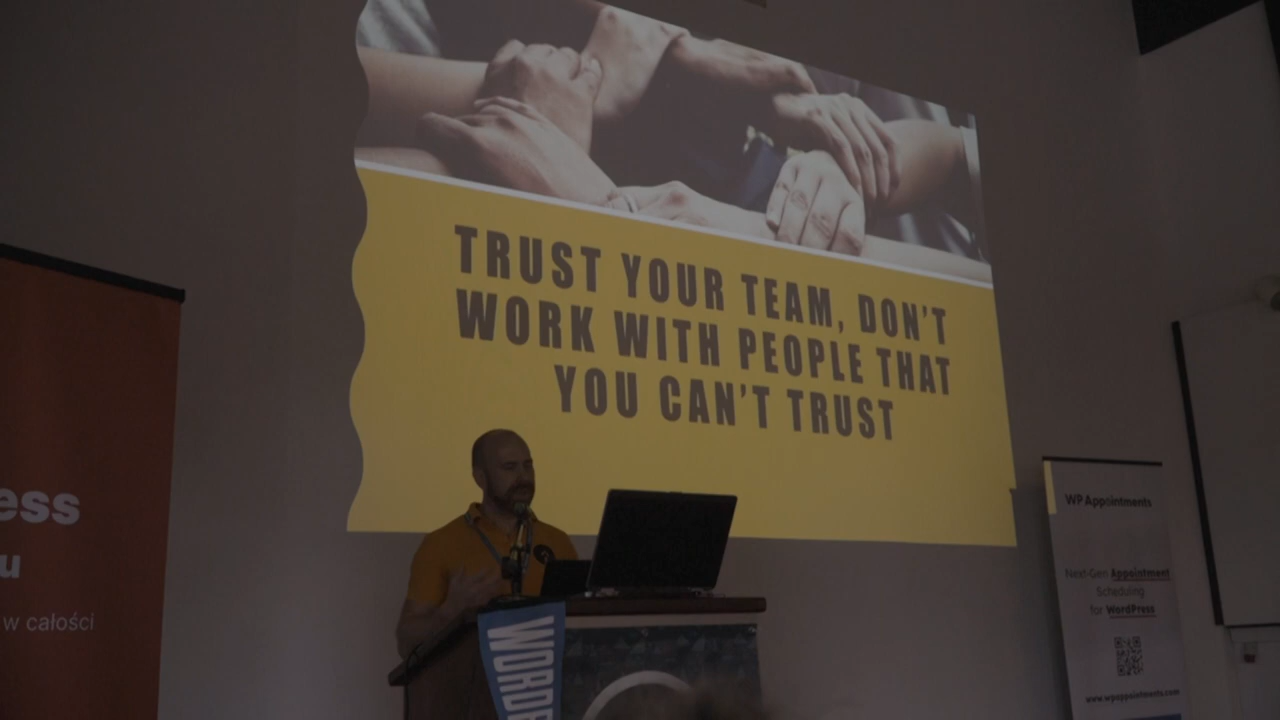 TRUST YOUR TEAM, DON'T
WORK WITH PEOPLE THAT
YOU CAN'T TRUST
ess
u
w całości
WORDP
WP Appointments
Next-Gen Appointment
Scheduling
for WordPress
www.wpappointments.com